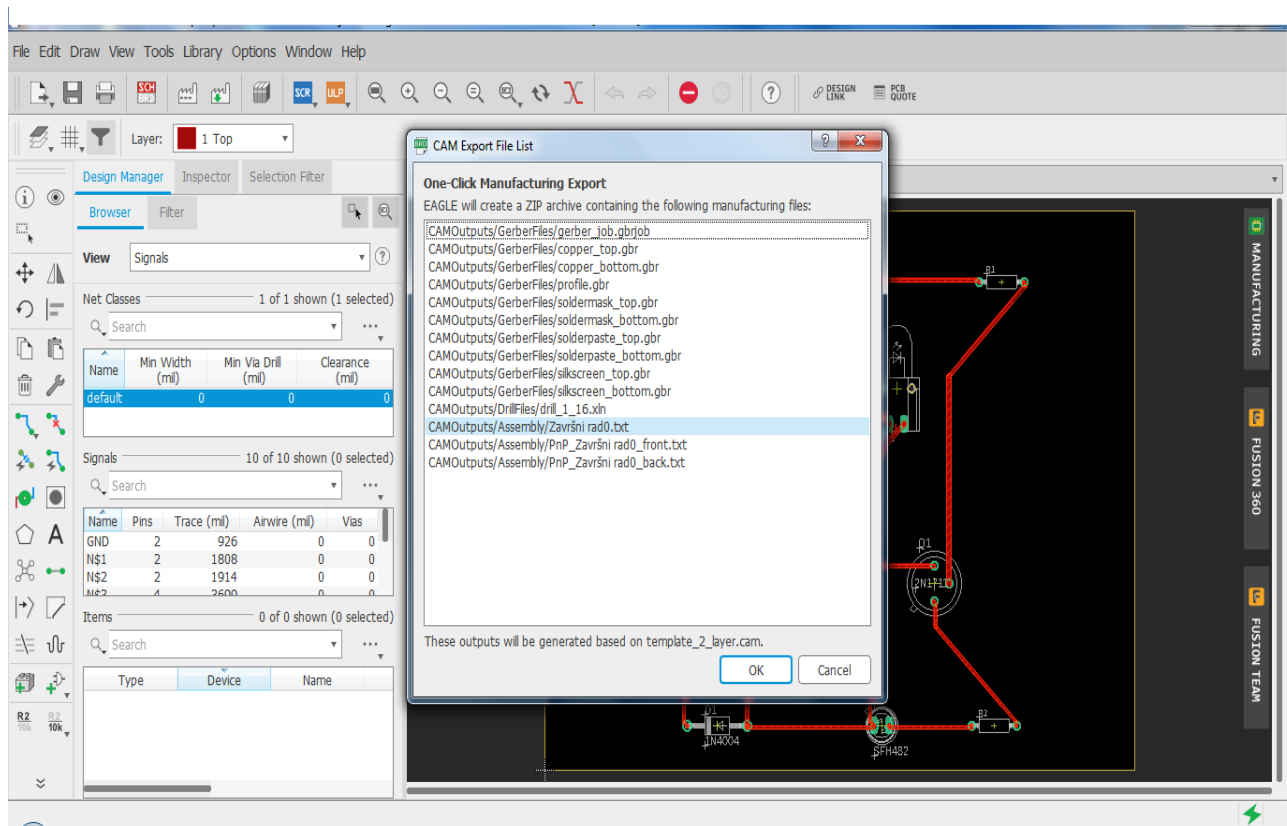 File Edit Draw View Tools Library Options Window Help
SCH
BRD
SCR
ULP
DESIGN
LINK
PCB
QUOTE
Layer: 1 Top
Design Manager Inspector Selection Filter
Browser Filter
View Signals
Net Classes 1 of 1 shown (1 selected)
Search
Name Min Width (mil) Min Via Drill (mil) Clearance (mil)
default 0 0 0
Signals 10 of 10 shown (0 selected)
Search
Name Pins Trace (mil) Airwire (mil) Vias
GND 2 926 0 0
N$1 2 1808 0 0
N$2 2 1914 0 0
N$3 4 3600 0 0
Items 0 of 0 shown (0 selected)
Search
Type Device Name
R2
10k
R2
10k
CAM Export File List
One-Click Manufacturing Export
EAGLE will create a ZIP archive containing the following manufacturing files:
CAMOutputs/GerberFiles/gerber_job.gbrjob
CAMOutputs/GerberFiles/copper_top.gbr
CAMOutputs/GerberFiles/copper_bottom.gbr
CAMOutputs/GerberFiles/profile.gbr
CAMOutputs/GerberFiles/soldermask_top.gbr
CAMOutputs/GerberFiles/soldermask_bottom.gbr
CAMOutputs/GerberFiles/solderpaste_top.gbr
CAMOutputs/GerberFiles/solderpaste_bottom.gbr
CAMOutputs/GerberFiles/silkscreen_top.gbr
CAMOutputs/GerberFiles/silkscreen_bottom.gbr
CAMOutputs/DrillFiles/drill_1_16.xln
CAMOutputs/Assembly/Završni rad0.txt
CAMOutputs/Assembly/PnP_Završni rad0_front.txt
CAMOutputs/Assembly/PnP_Završni rad0_back.txt
These outputs will be generated based on template_2_layer.cam.
OK Cancel
R1
Q1
R2
D1
1N4004
SFH482
MANUFACTURING
FUSION 360
FUSION TEAM